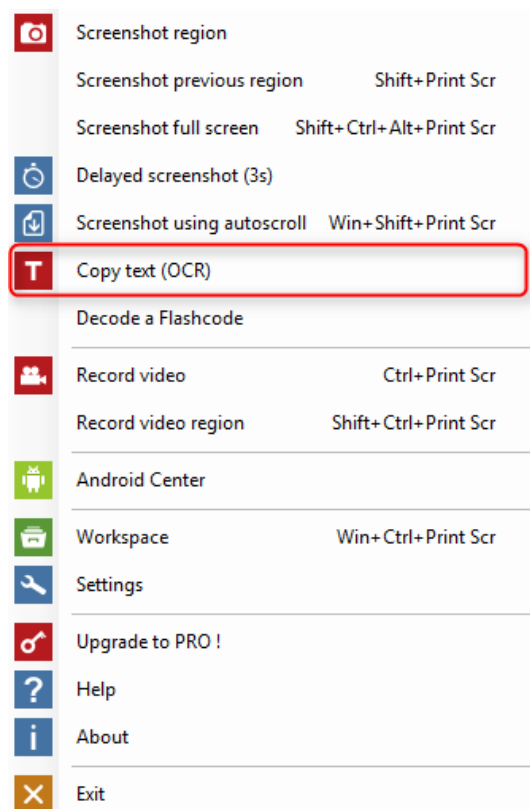 Screenshot region
Screenshot previous region Shift+Print Scr
Screenshot full screen Shift+Ctrl+Alt+Print Scr
Delayed screenshot (3s)
Screenshot using autoscroll Win+Shift+Print Scr
T Copy text (OCR)
Decode a Flashcode
Record video Ctrl+Print Scr
Record video region Shift+Ctrl+Print Scr
Android Center
Workspace Win+Ctrl+Print Scr
Settings
Upgrade to PRO !
? Help
i About
Exit